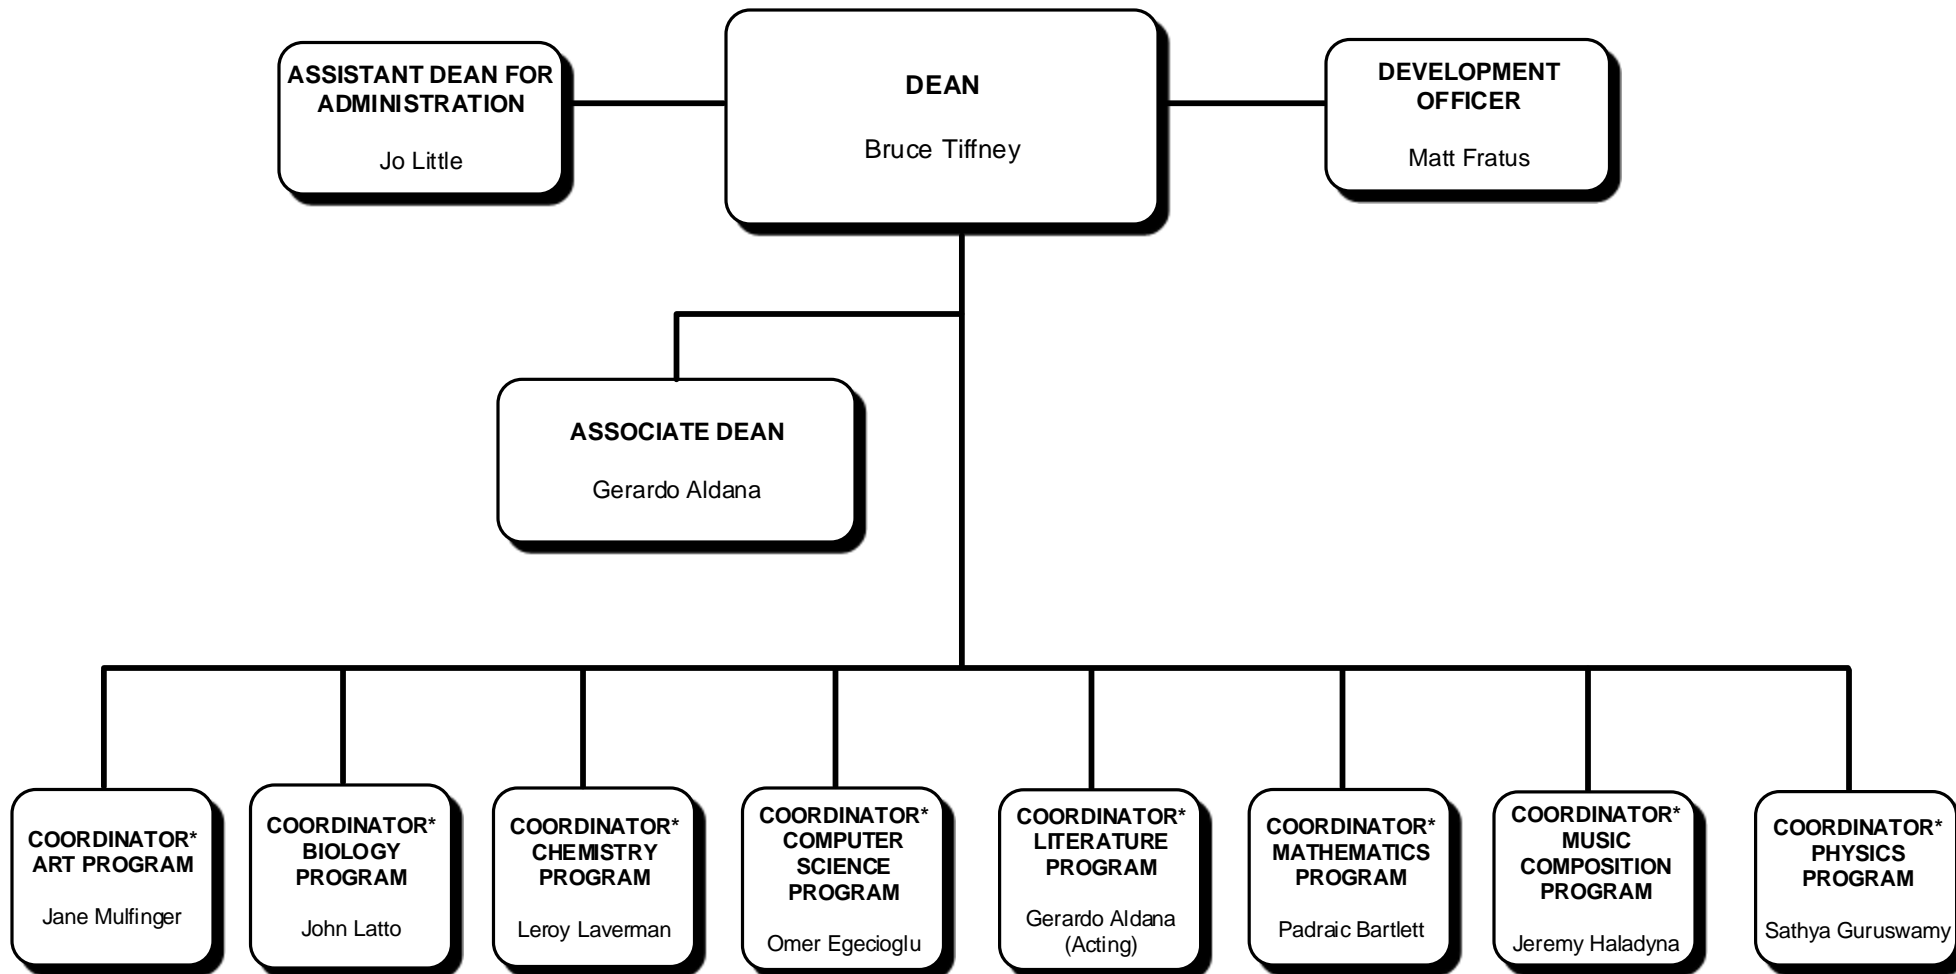 ASSISTANT DEAN FOR
ADMINISTRATION
Jo Little
DEAN
Bruce Tiffney
DEVELOPMENT
OFFICER
Matt Fratus
ASSOCIATE DEAN
Gerardo Aldana
COORDINATOR*
ART PROGRAM
Jane Mulfinger
COORDINATOR*
BIOLOGY
PROGRAM
John Latto
COORDINATOR*
CHEMISTRY
PROGRAM
Leroy Laverman
COORDINATOR*
COMPUTER
SCIENCE
PROGRAM
Omer Egecioglu
COORDINATOR*
LITERATURE
PROGRAM
Gerardo Aldana
(Acting)
COORDINATOR*
MATHEMATICS
PROGRAM
Padraic Bartlett
COORDINATOR*
MUSIC
COMPOSITION
PROGRAM
Jeremy Haladyna
COORDINATOR*
PHYSICS
PROGRAM
Sathya Guruswamy